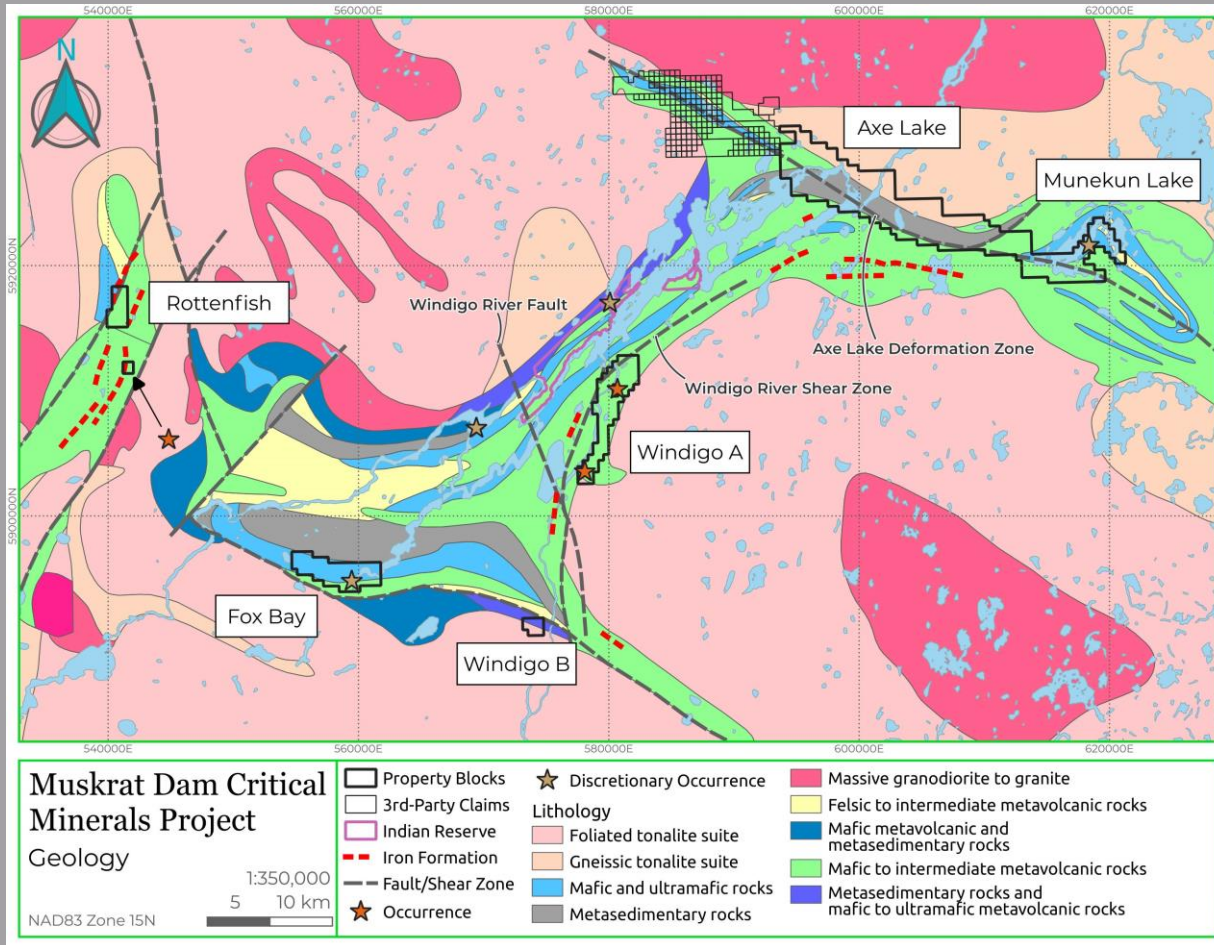 540000E
560000E
580000E
600000E
620000E
N
5920000N
5900000N
Axe Lake
Munekun Lake
Rottenfish
Windigo River Fault
Axe Lake Deformation Zone
Windigo River Shear Zone
Windigo A
Fox Bay
Windigo B
540000E
560000E
580000E
600000E
620000E
Muskrat Dam Critical
Minerals Project
Geology
1:350,000
5 10 km
NAD83 Zone 15N
Property Blocks
3rd-Party Claims
Indian Reserve
Iron Formation
Fault/Shear Zone
Occurrence
Discretionary Occurrence
Lithology
Foliated tonalite suite
Gneissic tonalite suite
Mafic and ultramafic rocks
Metasedimentary rocks
Massive granodiorite to granite
Felsic to intermediate metavolcanic rocks
Mafic metavolcanic and
metasedimentary rocks
Mafic to intermediate metavolcanic rocks
Metasedimentary rocks and
mafic to ultramafic metavolcanic rocks